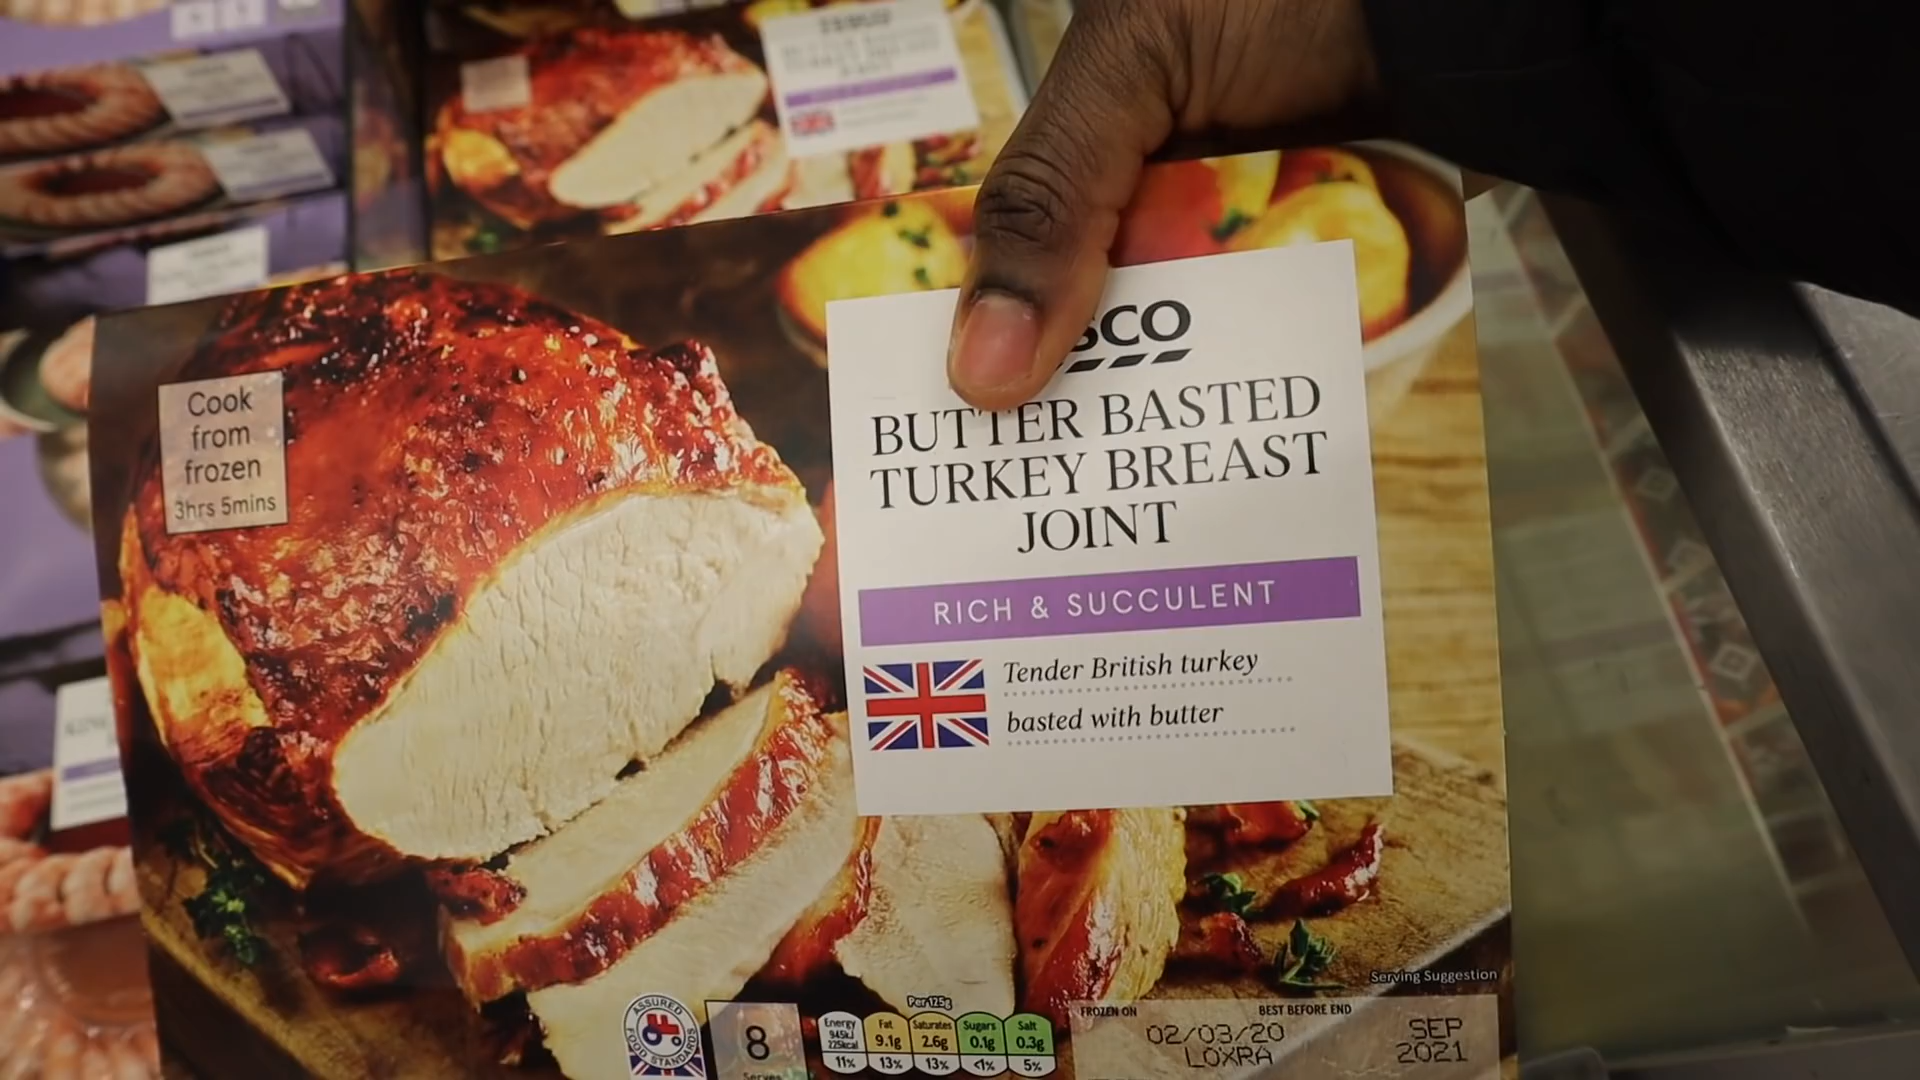 Cook
from
frozen
3hrs 5mins
SCO
BUTTER BASTED
TURKEY BREAST
JOINT
RICH & SUCCULENT
Tender British turkey
basted with butter
Serving Suggestion
ASSURED
FOOD STANDARDS
8
Serves
Per 125g
Energy 945kJ 225kcal 11%
Fat 9.1g 13%
Saturates 2.6g 13%
Sugars 0.1g <1%
Salt 0.3g 5%
FROZEN ON
02/03/20
LOXRA
BEST BEFORE END
SEP
2021